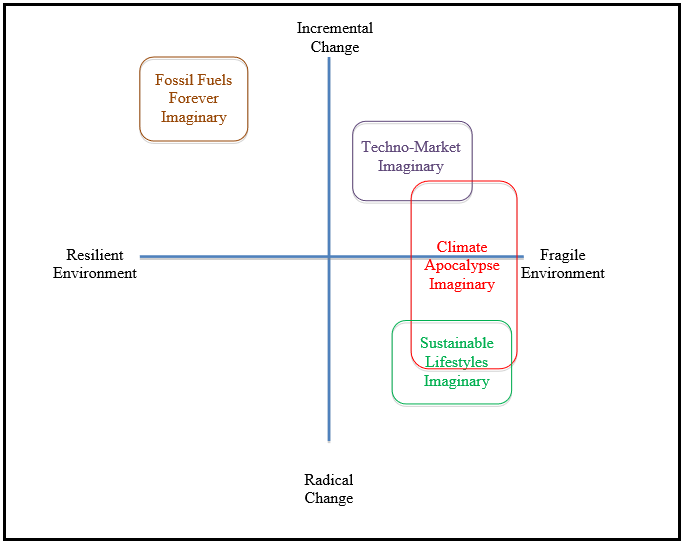 Incremental
Change
Fossil Fuels
Forever
Imaginary
Techno-Market
Imaginary
Resilient
Environment
Climate
Apocalypse
Imaginary
Fragile
Environment
Sustainable
Lifestyles
Imaginary
Radical
Change